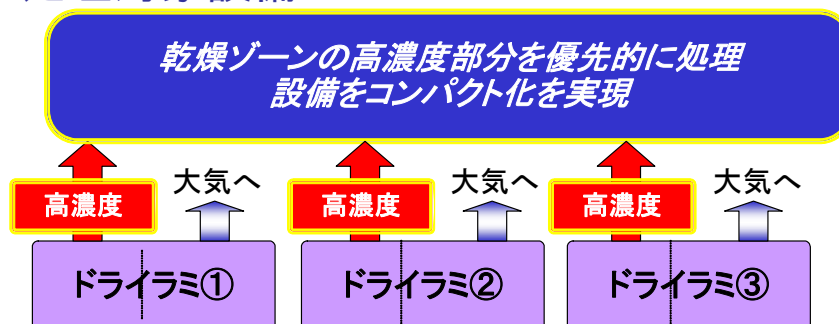 乾燥ゾーンの高濃度部分を優先的に処理
設備をコンパクト化を実現
高濃度 大気へ 高濃度 大気へ 高濃度 大気へ
ドライラミ① ドライラミ② ドライラミ③